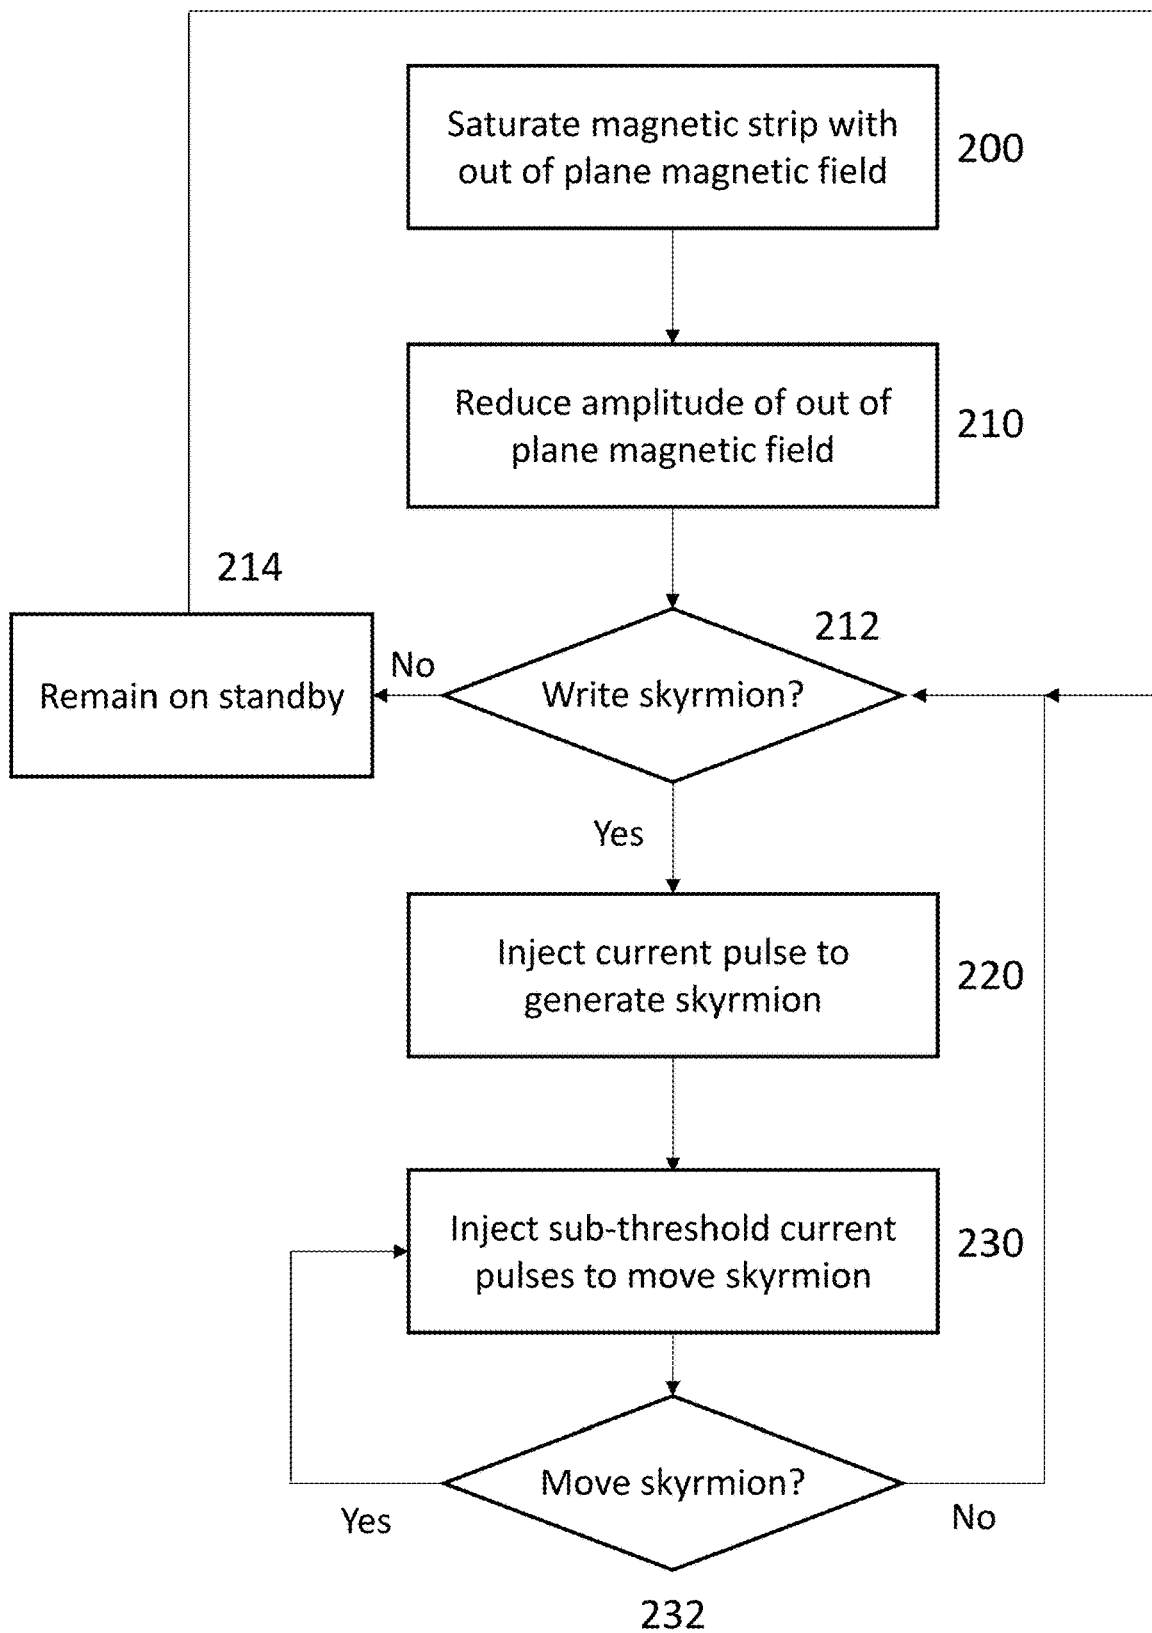 Saturate magnetic strip with
out of plane magnetic field
200
Reduce amplitude of out of
plane magnetic field
210
214
212
Remain on standby
No
Write skyrmion?
Yes
Inject current pulse to
generate skyrmion
220
Inject sub-threshold current
pulses to move skyrmion
230
Move skyrmion?
Yes
No
232